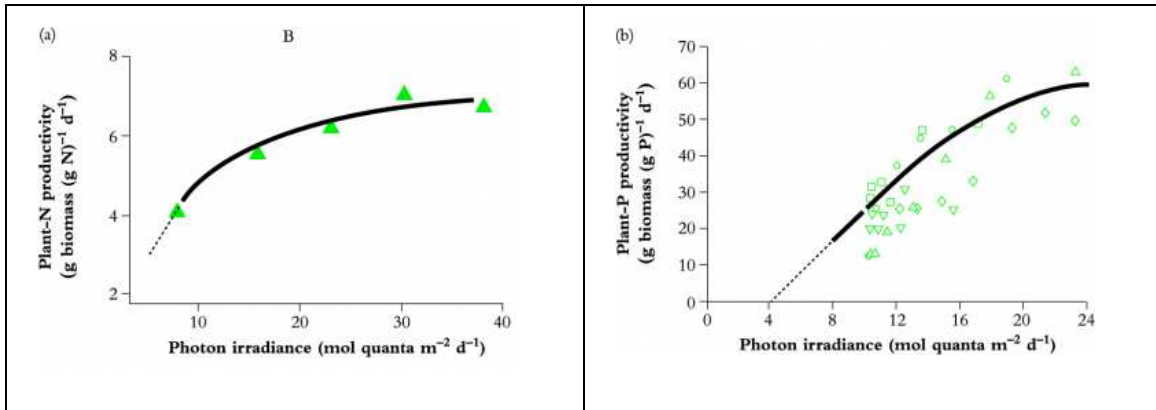 (a)
B
8
6
4
2
Plant–N productivity
(g biomass (g N)⁻¹ d⁻¹)
10
20
30
40
Photon irradiance (mol quanta m⁻² d⁻¹)
(b)
70
60
50
40
30
20
10
0
Plant–P productivity
(g biomass (g P)⁻¹ d⁻¹)
0
4
8
12
16
20
24
Photon irradiance (mol quanta m⁻² d⁻¹)